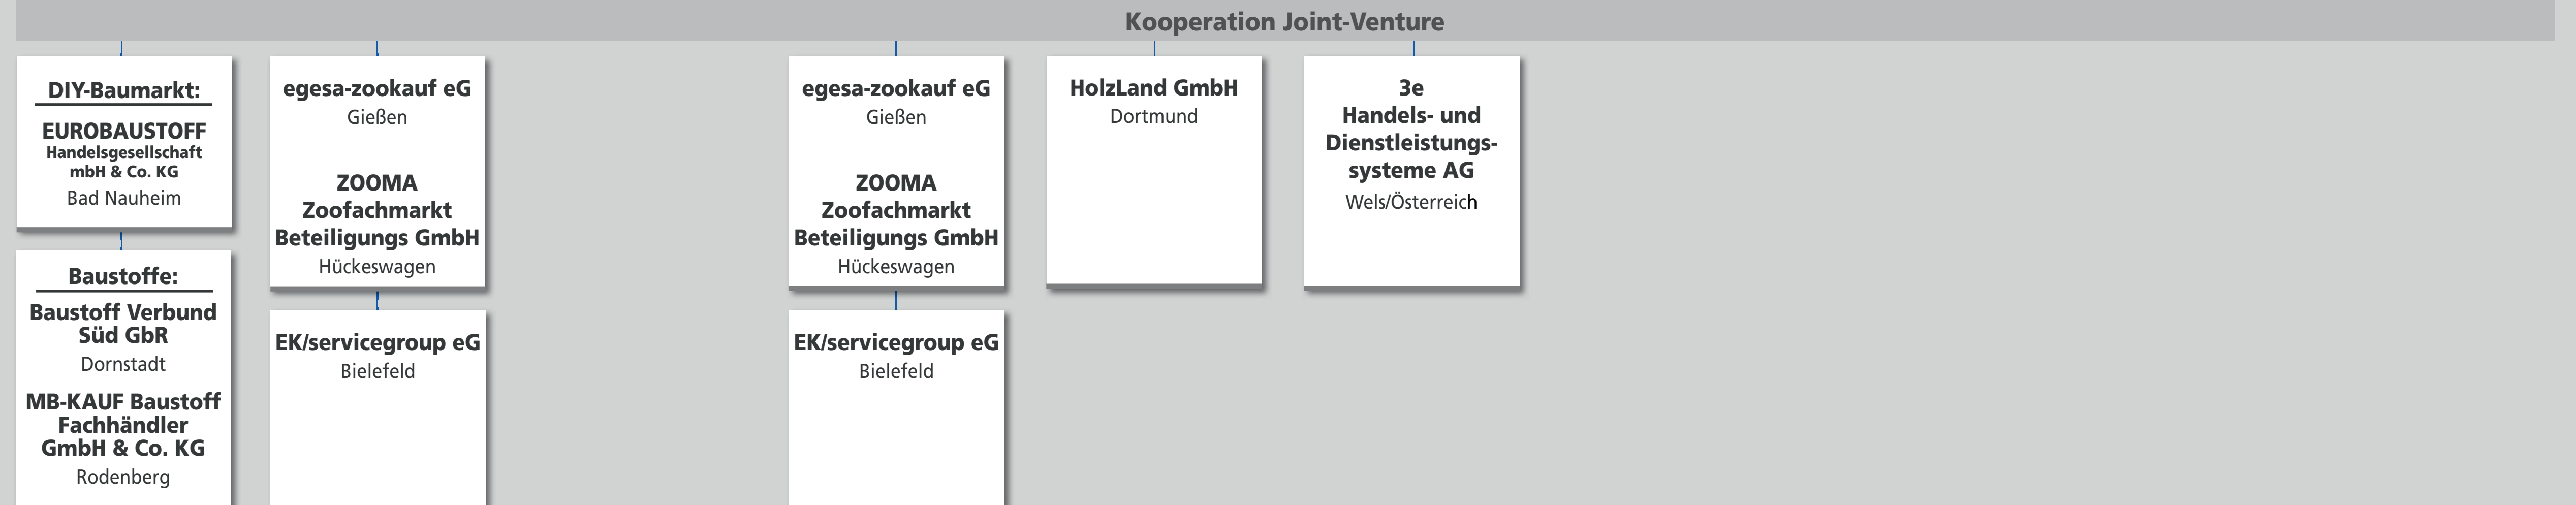 Kooperation Joint-Venture
DIY-Baumarkt:
EUROBAUSTOFF
Handelsgesellschaft
mbH & Co. KG
Bad Nauheim
Baustoffe:
Baustoff Verbund
Süd GbR
Dornstadt
MB-KAUF Baustoff
Fachhändler
GmbH & Co. KG
Rodenberg
egesa-zookauf eG
Gießen
ZOOMA
Zoofachmarkt
Beteiligungs GmbH
Hückeswagen
EK/servicegroup eG
Bielefeld
egesa-zookauf eG
Gießen
ZOOMA
Zoofachmarkt
Beteiligungs GmbH
Hückeswagen
EK/servicegroup eG
Bielefeld
HolzLand GmbH
Dortmund
3e
Handels- und
Dienstleistungs-
systeme AG
Wels/Österreich